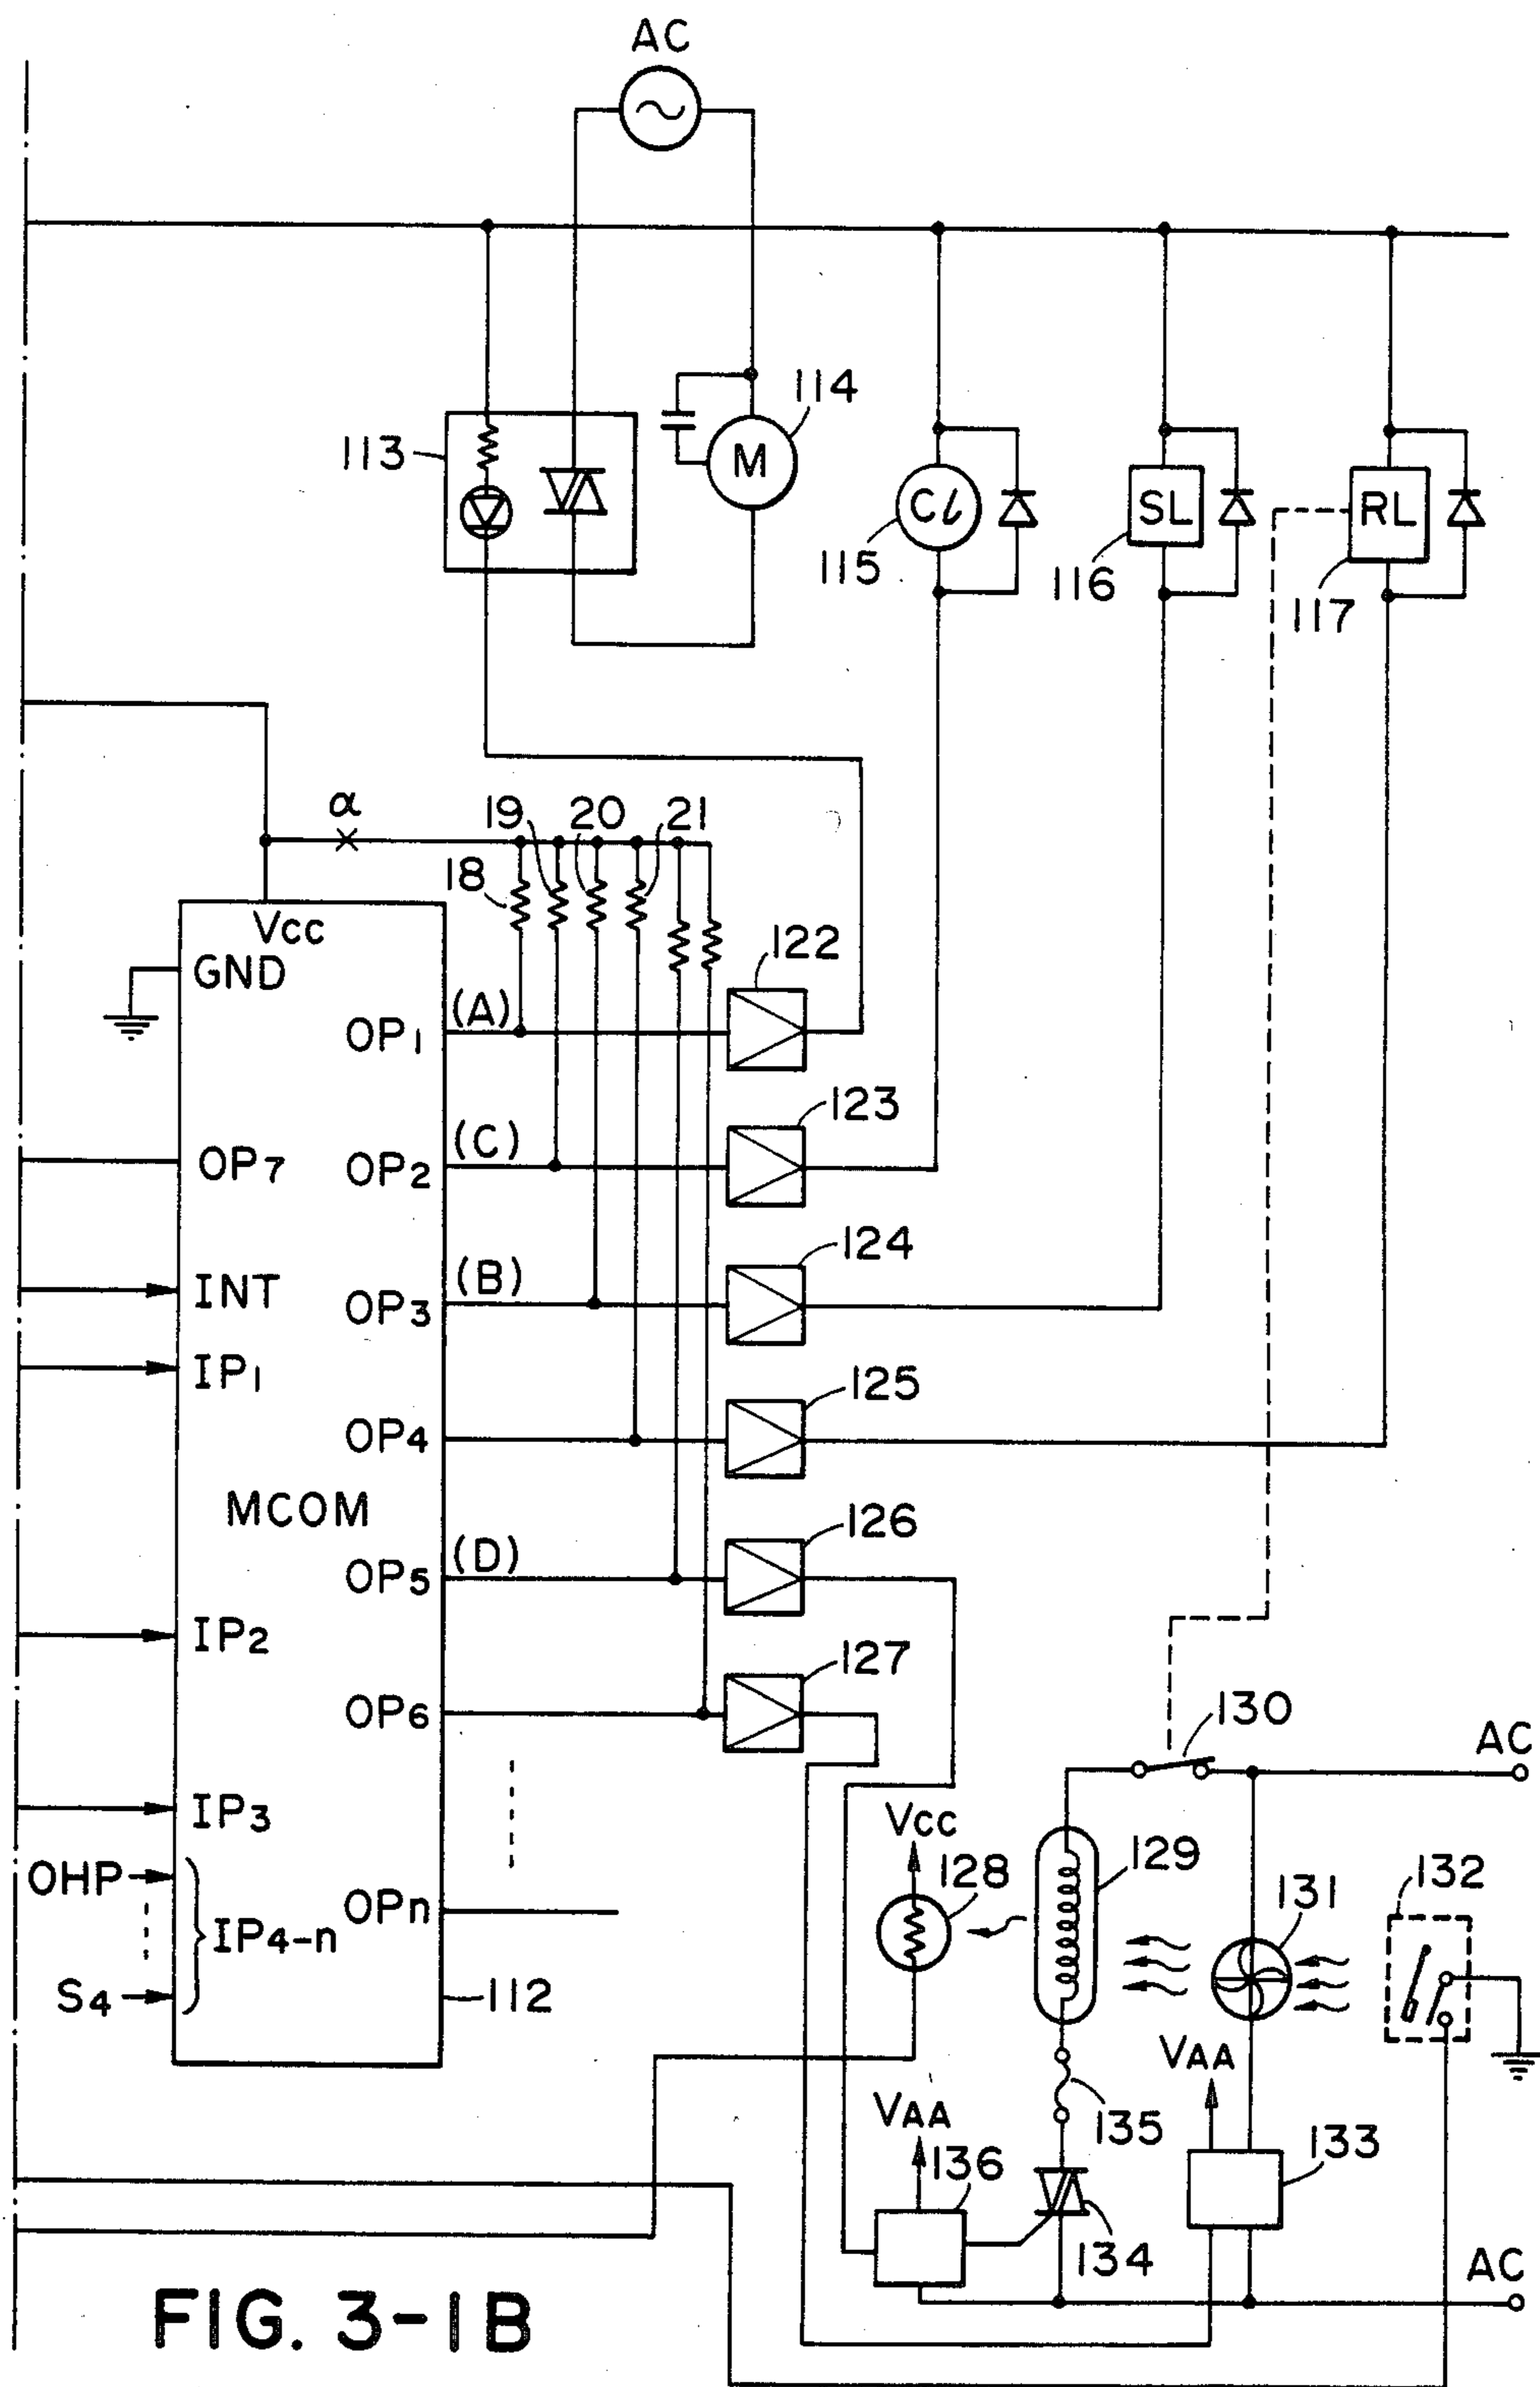 AC
114
113
M
Cl
SL
RL
115
116
117
α
19
20
21
18
Vcc
GND
122
OP1
(A)
123
OP7
OP2
(C)
124
INT
OP3
(B)
IP1
125
OP4
MCOM
126
OP5
(D)
IP2
127
OP6
130
AC
IP3
Vcc
128
129
131
132
OHP
IP4-n
OPn
S4
112
VAA
VAA
135
136
133
134
AC
FIG. 3-1B